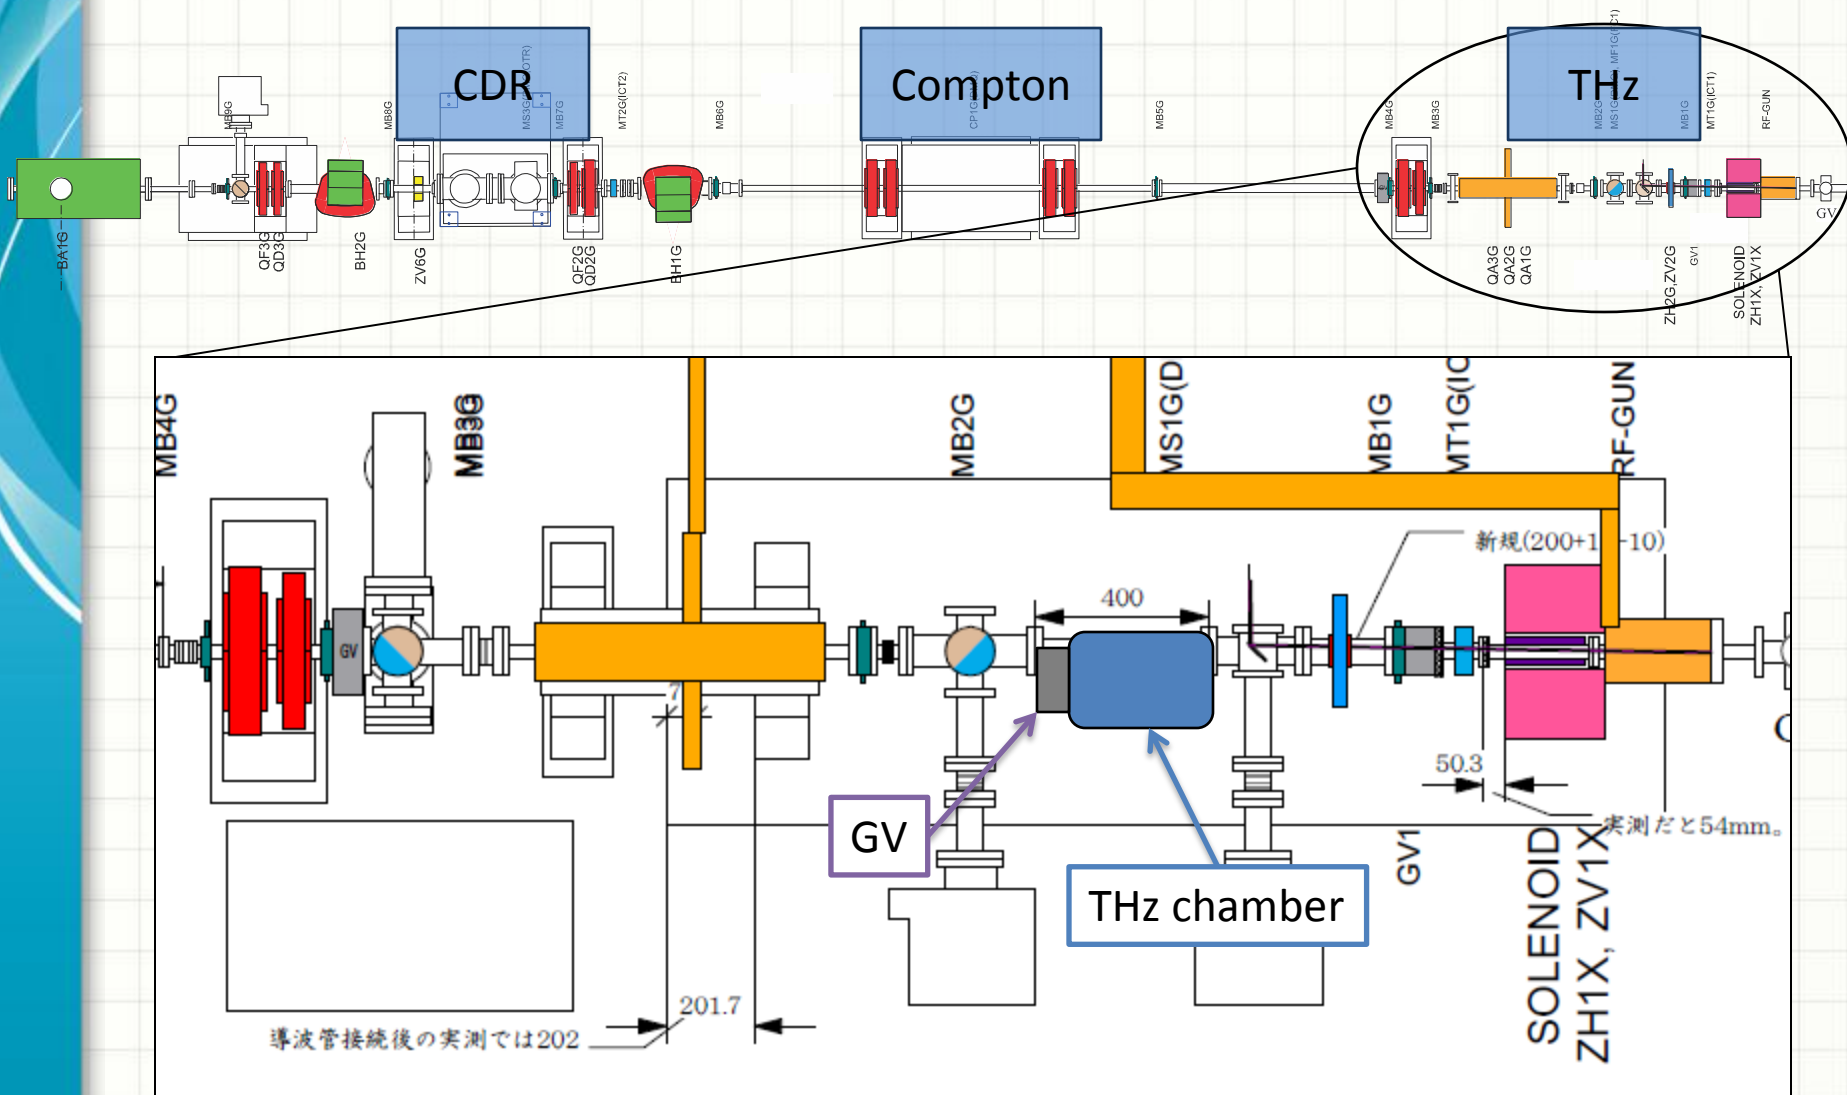 CDR
Compton
THz
MB9G
MB8G
MB7G
MT2G(ICT2)
MB6G
MB5G
MB4G
MB3G
MB2G
MB1G
MT1G(ICT1)
RF-GUN
GV
BA1G
QF3G
QD3G
BH2G
ZV6G
QF2G
QD2G
BH1G
QA3G
QA2G
QA1G
ZH2G,ZV2G
GV1
SOLENOID
ZH1X, ZV1X
MB4G
MB2G
MS1G(D
MB1G
MT1G(IC
RF-GUN
新規(200+1
-10)
400
GV
7
50.3
実測だと54mm。
GV
THz chamber
GV1
SOLENOID
ZH1X, ZV1X
201.7
導波管接続後の実測では202